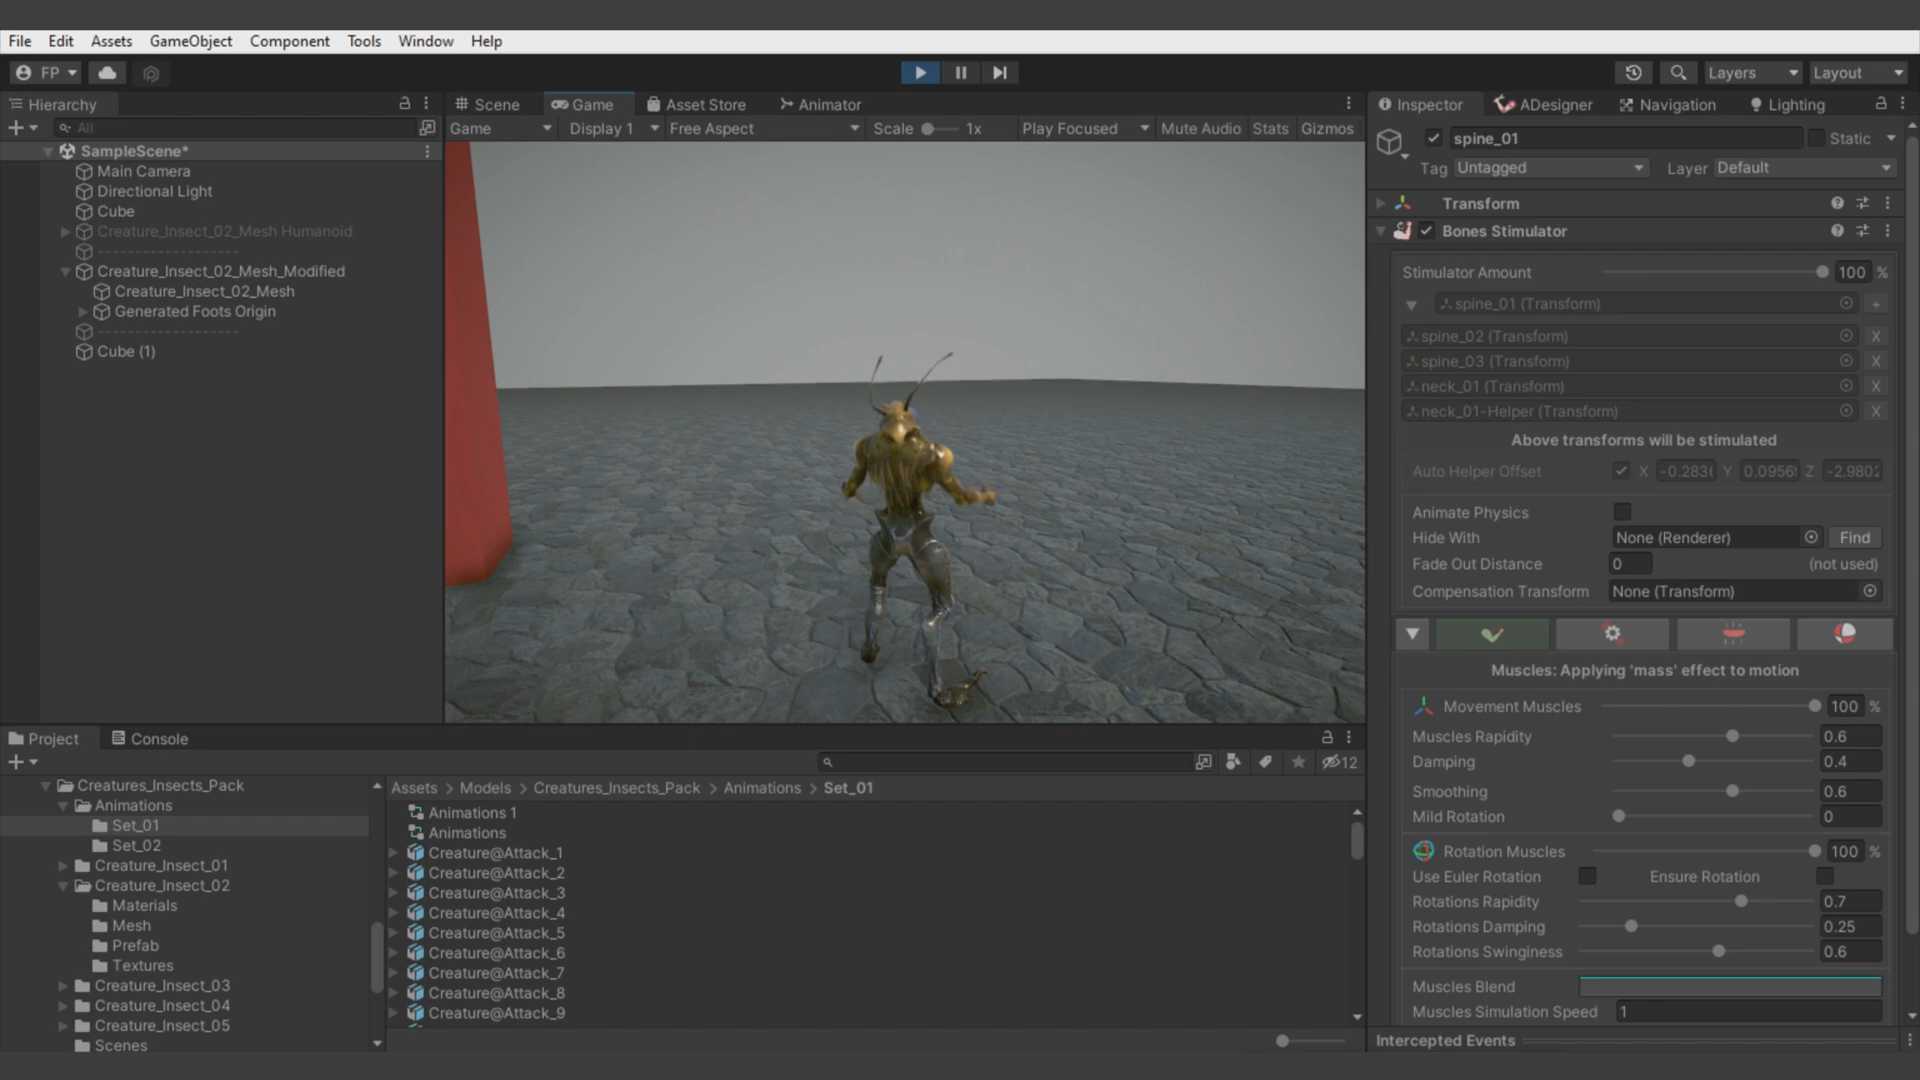 File Edit Assets GameObject Component Tools Window Help
FP
Layers Layout
Hierarchy
All
SampleScene*
Main Camera
Directional Light
Cube
Creature_Insect_02_Mesh Humanoid
--------------------
Creature_Insect_02_Mesh_Modified
Creature_Insect_02_Mesh
Generated Foots Origin
--------------------
Cube (1)
Scene Game Asset Store Animator
Game Display 1 Free Aspect Scale 1x Play Focused Mute Audio Stats Gizmos
Inspector ADesigner Navigation Lighting
spine_01 Static
Tag Untagged Layer Default
Transform
Bones Stimulator
Stimulator Amount 100 %
spine_01 (Transform) +
spine_02 (Transform) X
spine_03 (Transform) X
neck_01 (Transform) X
neck_01-Helper (Transform) X
Above transforms will be stimulated
Auto Helper Offset X Y Z
Animate Physics
Hide With None (Renderer) Find
Fade Out Distance 0 (not used)
Compensation Transform None (Transform)
Muscles: Applying 'mass' effect to motion
Movement Muscles 100 %
Muscles Rapidity 0.6
Damping 0.4
Smoothing 0.6
Mild Rotation 0
Rotation Muscles 100 %
Use Euler Rotation Ensure Rotation
Rotations Rapidity 0.7
Rotations Damping 0.25
Rotations Swinginess 0.6
Muscles Blend
Muscles Simulation Speed 1
Intercepted Events
Project Console
12
Creatures_Insects_Pack
Animations
Set_01
Set_02
Creature_Insect_01
Creature_Insect_02
Materials
Mesh
Prefab
Textures
Creature_Insect_03
Creature_Insect_04
Creature_Insect_05
Scenes
Assets > Models > Creatures_Insects_Pack > Animations > Set_01
Animations 1
Animations
Creature@Attack_1
Creature@Attack_2
Creature@Attack_3
Creature@Attack_4
Creature@Attack_5
Creature@Attack_6
Creature@Attack_7
Creature@Attack_8
Creature@Attack_9